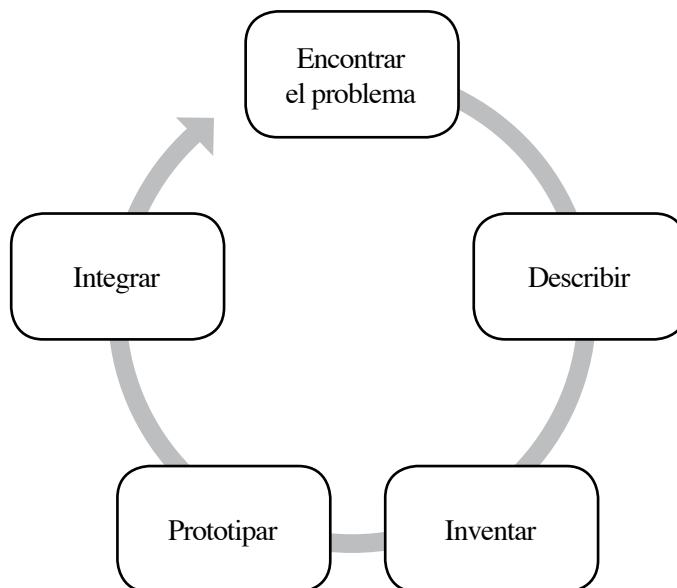 Encontrar
el problema
Describir
Inventar
Prototipar
Integrar